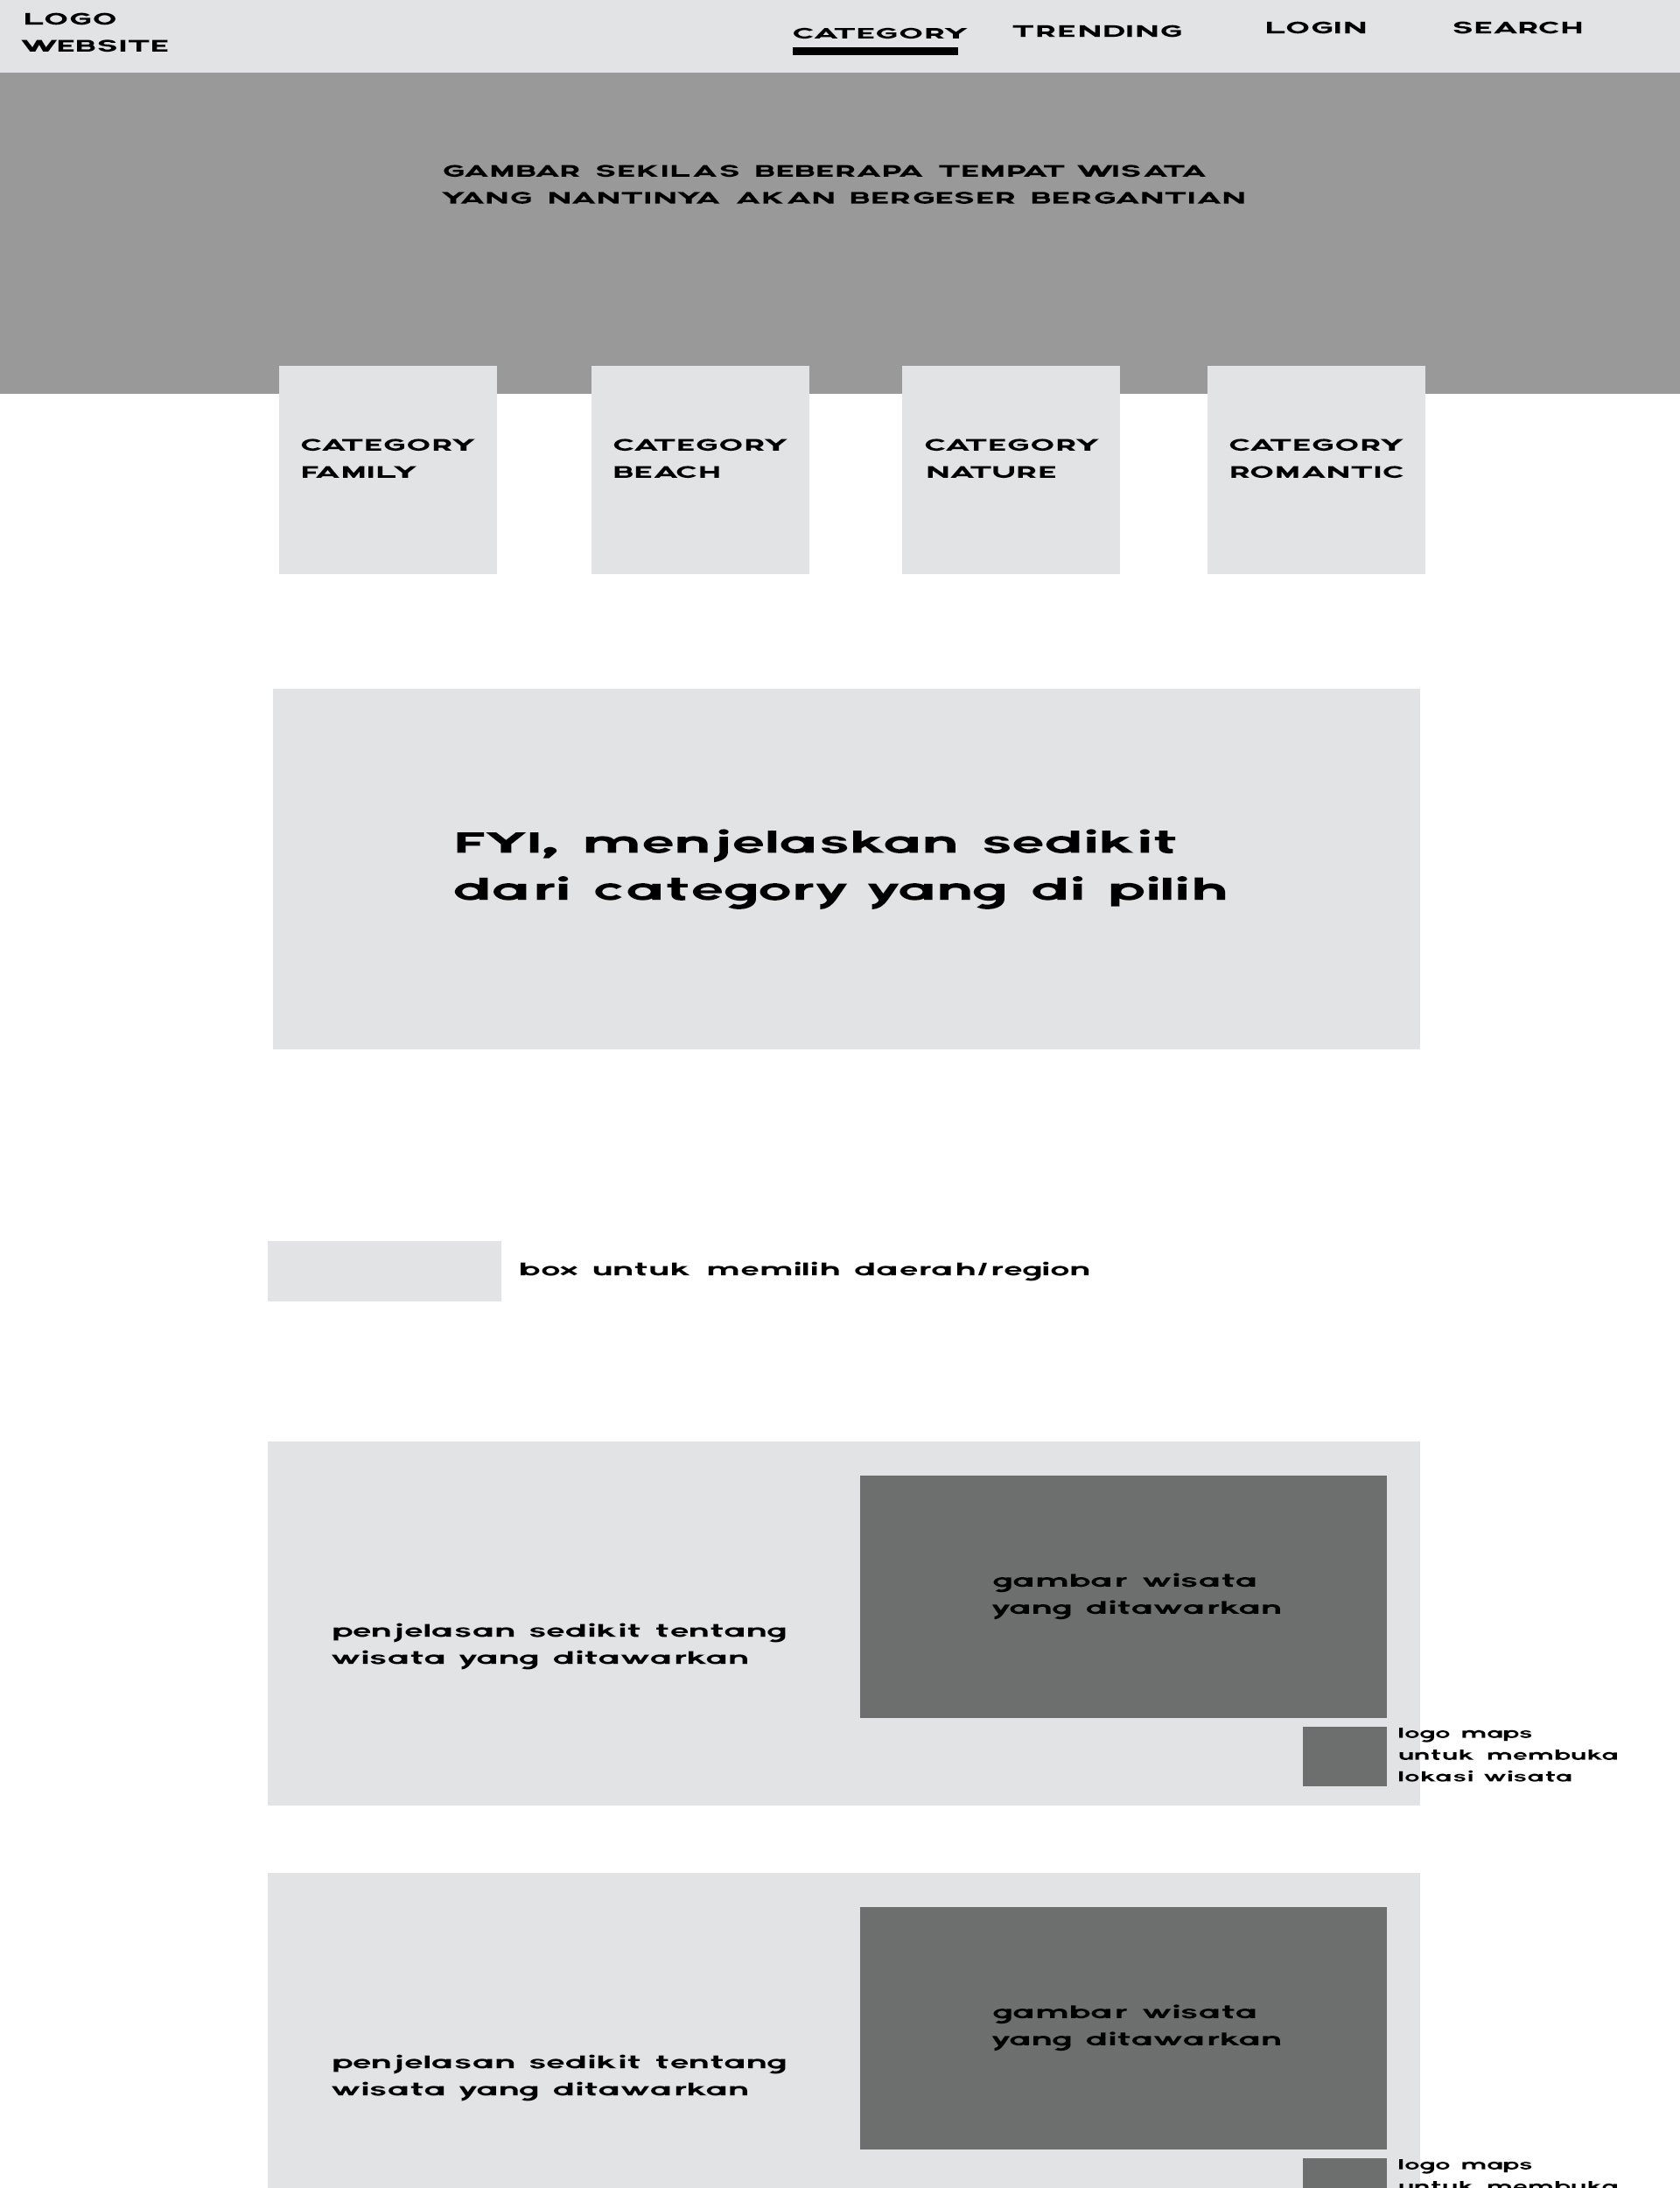 LOGO
WEBSITE
CATEGORY
TRENDING
LOGIN
SEARCH
GAMBAR SEKILAS BEBERAPA TEMPAT WISATA
YANG NANTINYA AKAN BERGESER BERGANTIAN
CATEGORY
FAMILY
CATEGORY
BEACH
CATEGORY
NATURE
CATEGORY
ROMANTIC
FYI, menjelaskan sedikit
dari category yang di pilih
box untuk memilih daerah/region
gambar wisata
yang ditawarkan
penjelasan sedikit tentang
wisata yang ditawarkan
logo maps
untuk membuka
lokasi wisata
gambar wisata
yang ditawarkan
penjelasan sedikit tentang
wisata yang ditawarkan
logo maps
untuk membuka